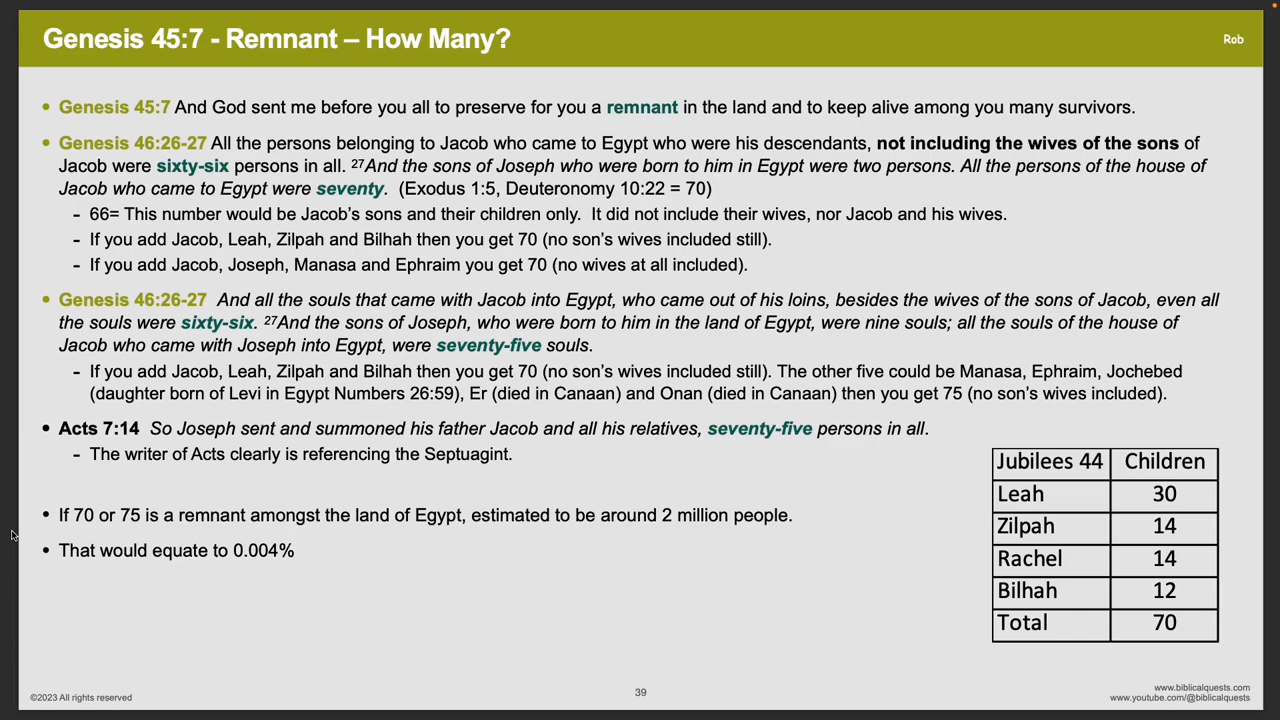 Genesis 45:7 - Remnant – How Many?
Rob
• Genesis 45:7 And God sent me before you all to preserve for you a remnant in the land and to keep alive among you many survivors.
• Genesis 46:26-27 All the persons belonging to Jacob who came to Egypt who were his descendants, not including the wives of the sons of
Jacob were sixty-six persons in all. ²⁷And the sons of Joseph who were born to him in Egypt were two persons. All the persons of the house of
Jacob who came to Egypt were seventy. (Exodus 1:5, Deuteronomy 10:22 = 70)
- 66= This number would be Jacob's sons and their children only. It did not include their wives, nor Jacob and his wives.
- If you add Jacob, Leah, Zilpah and Bilhah then you get 70 (no son's wives included still).
- If you add Jacob, Joseph, Manasa and Ephraim you get 70 (no wives at all included).
• Genesis 46:26-27 And all the souls that came with Jacob into Egypt, who came out of his loins, besides the wives of the sons of Jacob, even all
the souls were sixty-six. ²⁷And the sons of Joseph, who were born to him in the land of Egypt, were nine souls; all the souls of the house of
Jacob who came with Joseph into Egypt, were seventy-five souls.
- If you add Jacob, Leah, Zilpah and Bilhah then you get 70 (no son's wives included still). The other five could be Manasa, Ephraim, Jochebed
(daughter born of Levi in Egypt Numbers 26:59), Er (died in Canaan) and Onan (died in Canaan) then you get 75 (no son's wives included).
• Acts 7:14 So Joseph sent and summoned his father Jacob and all his relatives, seventy-five persons in all.
- The writer of Acts clearly is referencing the Septuagint.
• If 70 or 75 is a remnant amongst the land of Egypt, estimated to be around 2 million people.
• That would equate to 0.004%
Jubilees 44 Children
Leah 30
Zilpah 14
Rachel 14
Bilhah 12
Total 70
©2023 All rights reserved
39
www.biblicalquests.com
www.youtube.com/@biblicalquests